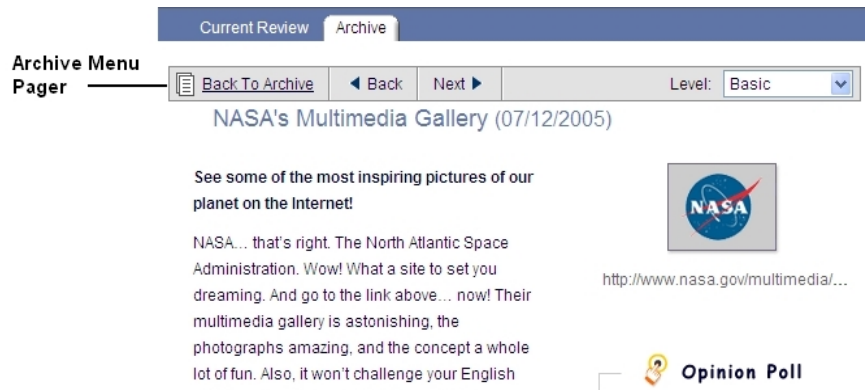 Current Review Archive
Archive Menu
Pager
Back To Archive Back Next Level: Basic
NASA's Multimedia Gallery (07/12/2005)
See some of the most inspiring pictures of our
planet on the Internet!
NASA
NASA... that's right. The North Atlantic Space
Administration. Wow! What a site to set you
dreaming. And go to the link above... now! Their
multimedia gallery is astonishing, the
photographs amazing, and the concept a whole
lot of fun. Also, it won't challenge your English
http://www.nasa.gov/multimedia/...
Opinion Poll